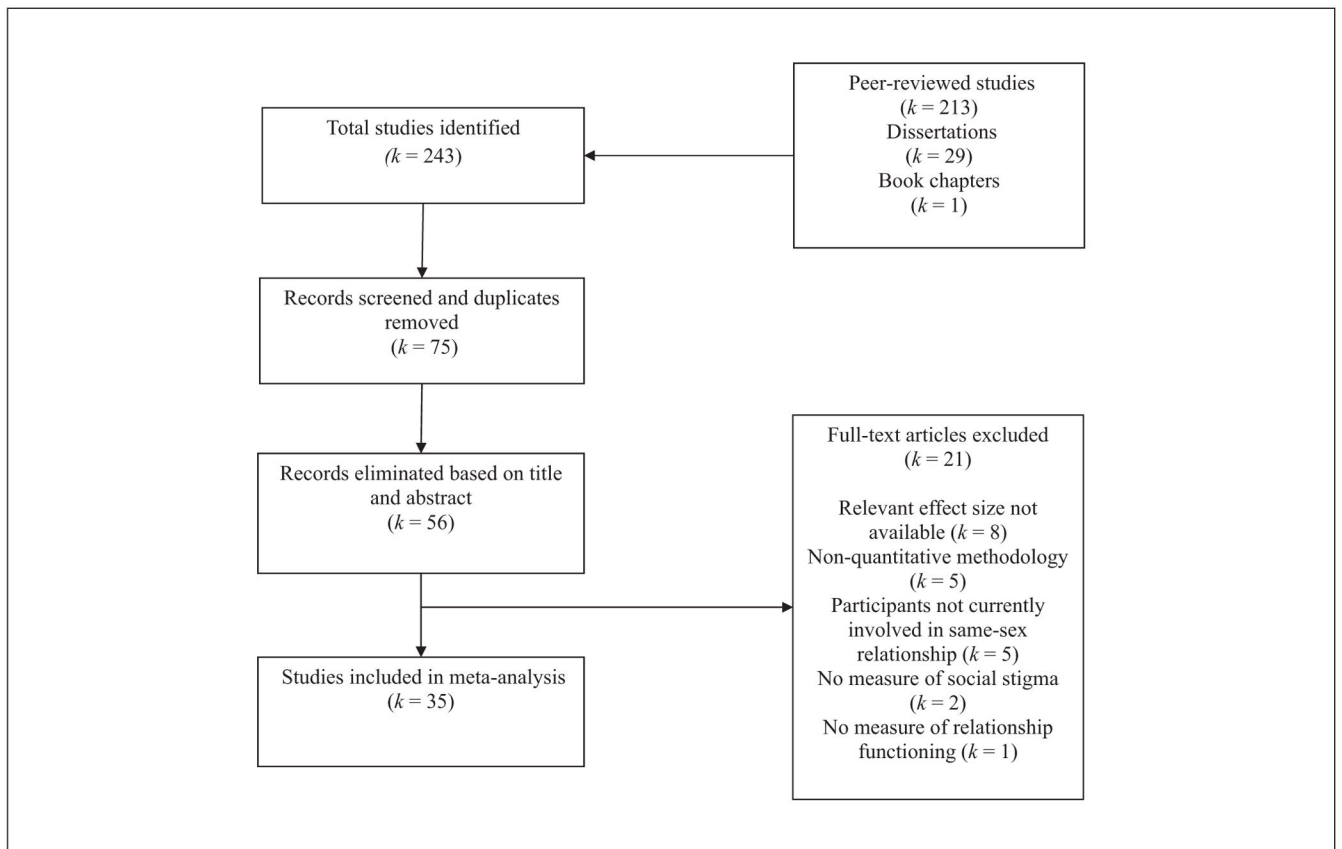 Total studies identified
(k = 243)
Peer-reviewed studies
(k = 213)
Dissertations
(k = 29)
Book chapters
(k = 1)
Records screened and duplicates
removed
(k = 75)
Records eliminated based on title
and abstract
(k = 56)
Full-text articles excluded
(k = 21)
Relevant effect size not
available (k = 8)
Non-quantitative methodology
(k = 5)
Participants not currently
involved in same-sex
relationship (k = 5)
No measure of social stigma
(k = 2)
No measure of relationship
functioning (k = 1)
Studies included in meta-analysis
(k = 35)